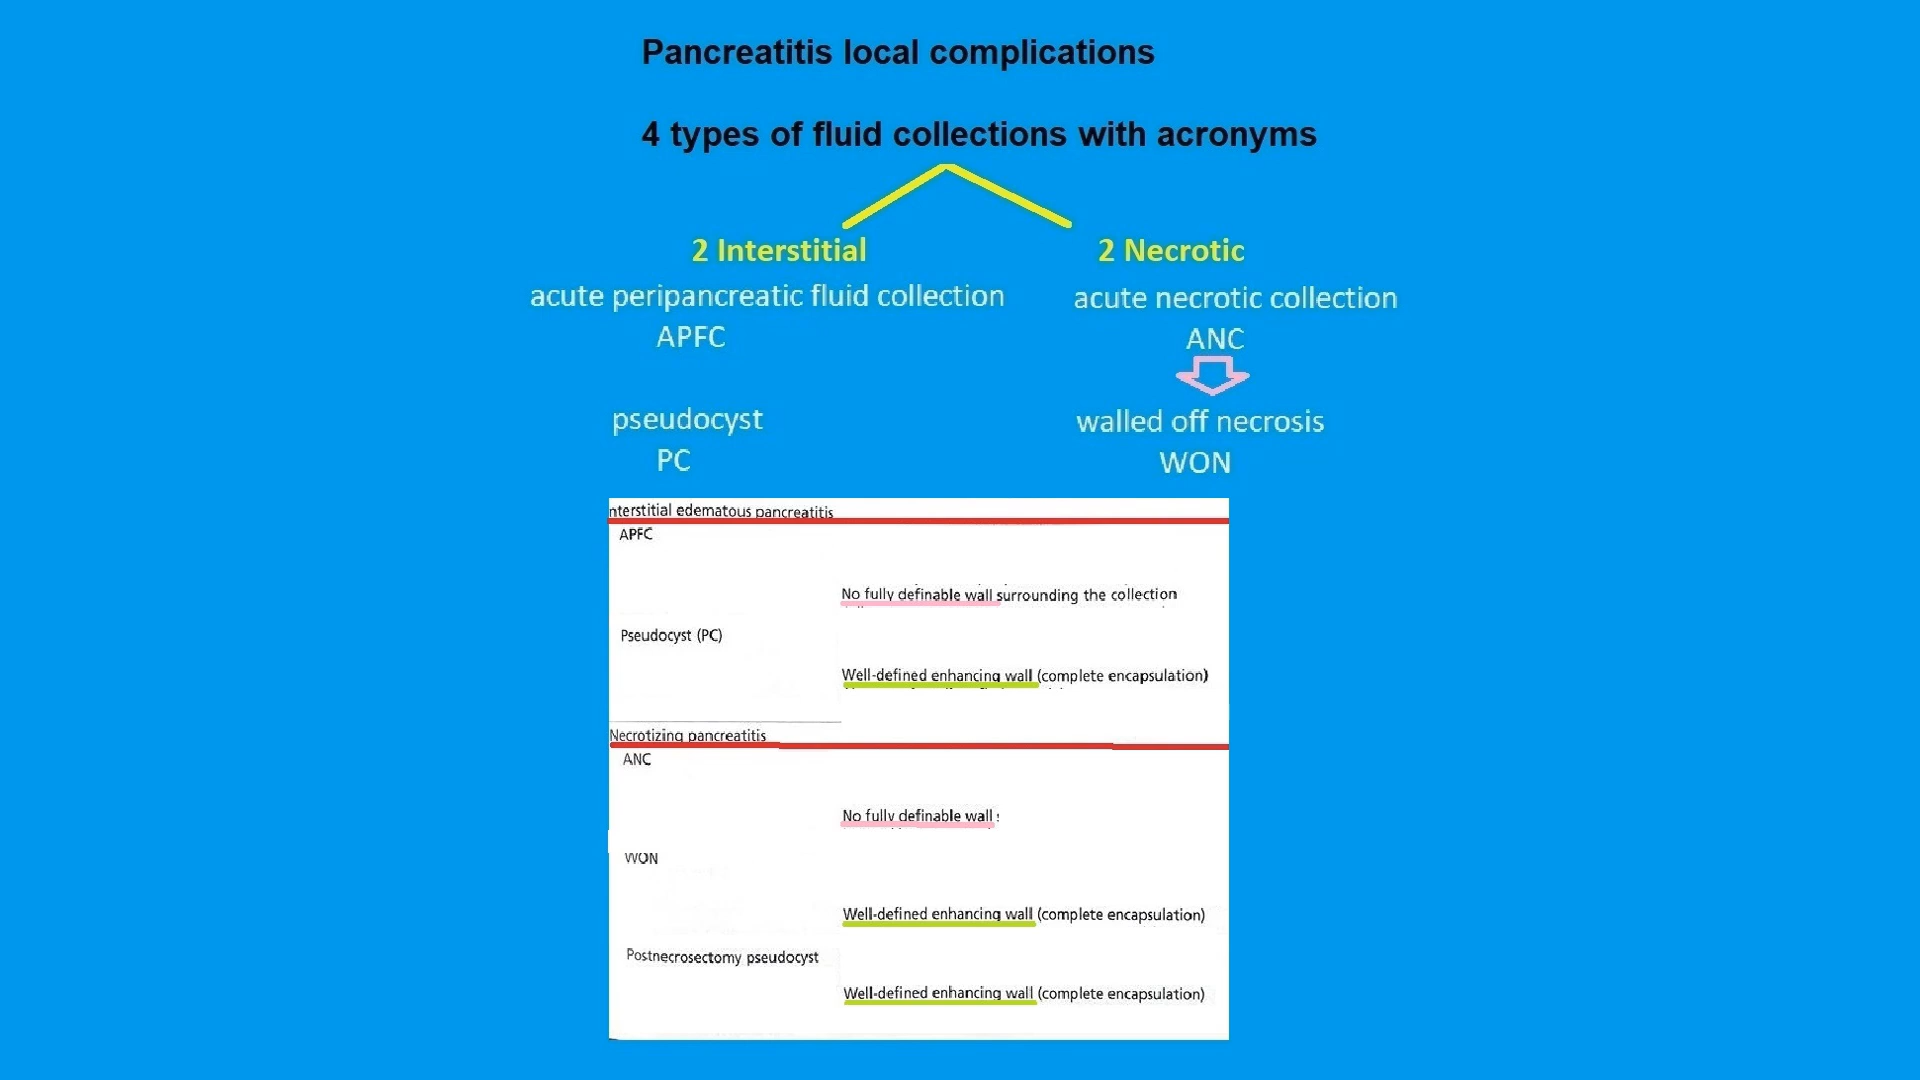 Pancreatitis local complications
4 types of fluid collections with acronyms
2 Interstitial
acute peripancreatic fluid collection
APFC
pseudocyst
PC
2 Necrotic
acute necrotic collection
ANC
walled off necrosis
WON
nterstitial edematous pancreatitis
APFC
No fully definable wall surrounding the collection
Pseudocyst (PC)
Well-defined enhancing wall (complete encapsulation)
Necrotizing pancreatitis
ANC
No fully definable wall
WON
Well-defined enhancing wall (complete encapsulation)
Postnecrosectomy pseudocyst
Well-defined enhancing wall (complete encapsulation)